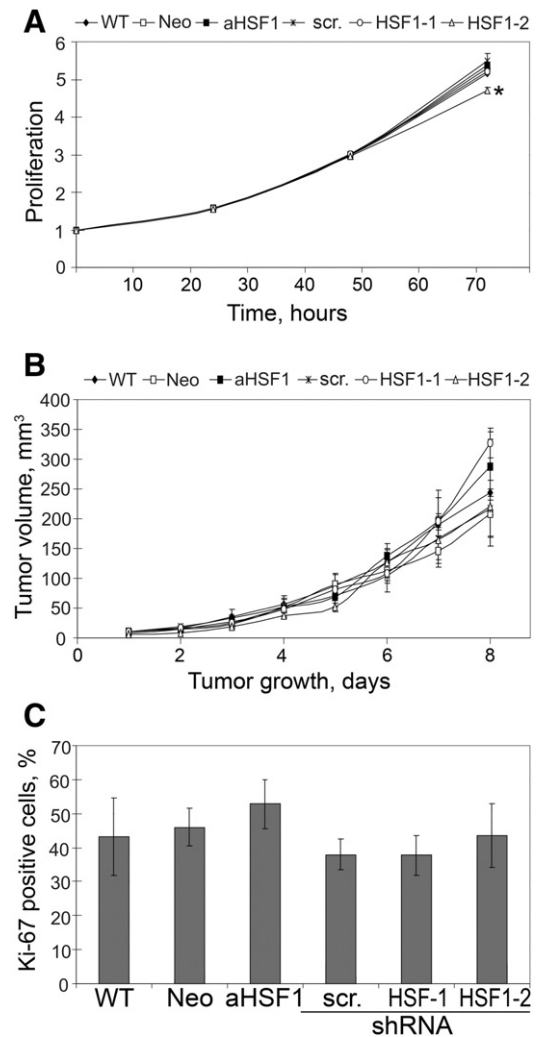 A
WT Neo aHSF1 scr. HSF1-1 HSF1-2
6
5
4
3
2
1
0
Proliferation
*
10 20 30 40 50 60 70
Time, hours
B
WT Neo aHSF1 scr. HSF1-1 HSF1-2
400
350
300
250
200
150
100
50
0
Tumor volume, mm³
0 2 4 6 8
Tumor growth, days
C
70
60
50
40
30
20
10
0
Ki-67 positive cells, %
WT Neo aHSF1 scr. HSF-1 HSF1-2
shRNA